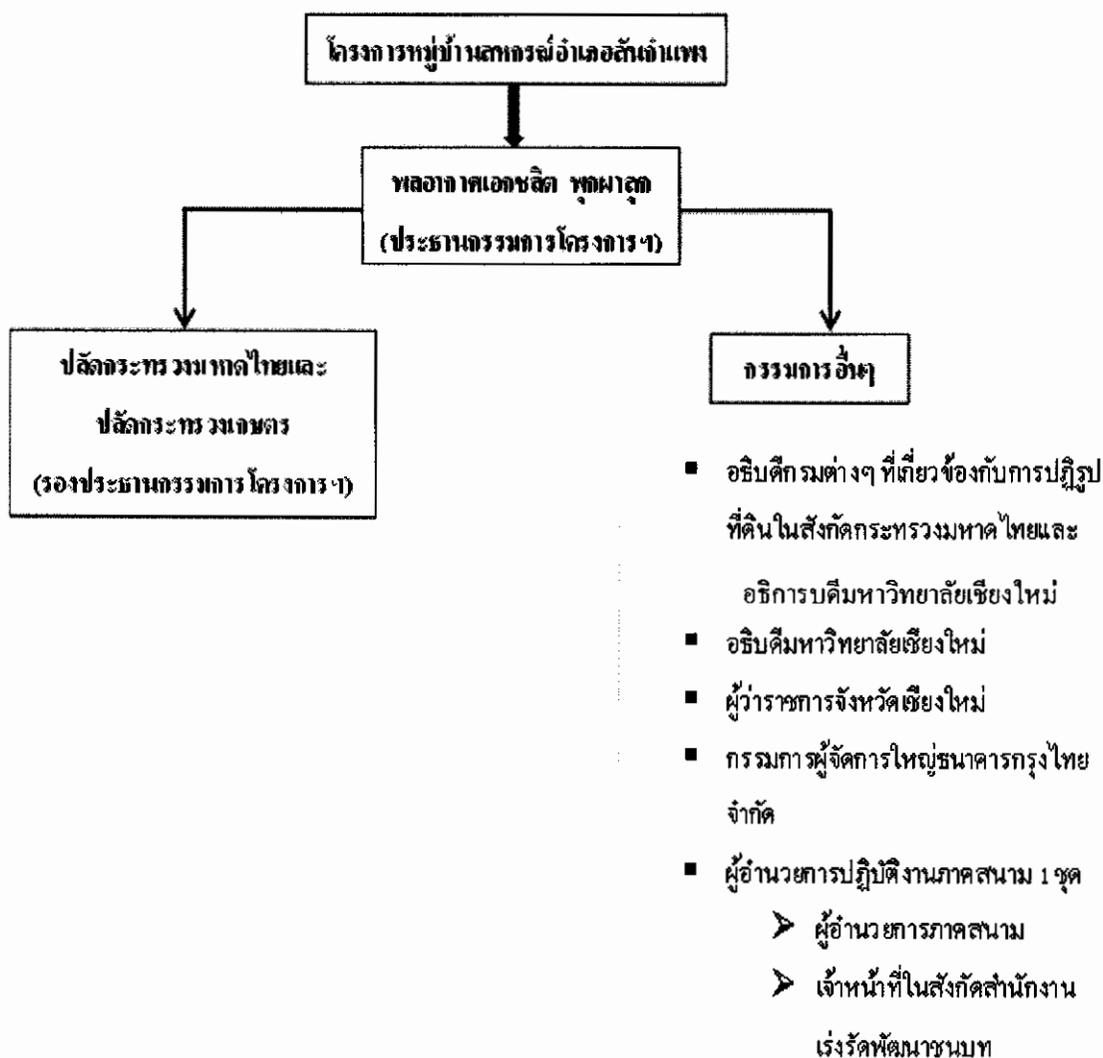 โครงการหมู่บ้านสหกรณ์อำเภอสันกำแพง
พลอากาศเอกชลิต พุกผาสุก
(ประธานกรรมการโครงการฯ)
ปลัดกระทรวงมหาดไทยและ
ปลัดกระทรวงเกษตร
(รองประธานกรรมการโครงการฯ)
กรรมการอื่นๆ
▪ อธิบดีกรมต่างๆ ที่เกี่ยวข้องกับการปฏิรูป
ที่ดินในสังกัดกระทรวงมหาดไทยและ
อธิการบดีมหาวิทยาลัยเชียงใหม่
▪ อธิบดีมหาวิทยาลัยเชียงใหม่
▪ ผู้ว่าราชการจังหวัดเชียงใหม่
▪ กรรมการผู้จัดการใหญ่ธนาคารกรุงไทย
จำกัด
▪ ผู้อำนวยการปฏิบัติงานภาคสนาม 1 ชุด
➢ ผู้อำนวยการภาคสนาม
➢ เจ้าหน้าที่ในสังกัดสำนักงาน
เร่งรัดพัฒนาชนบท